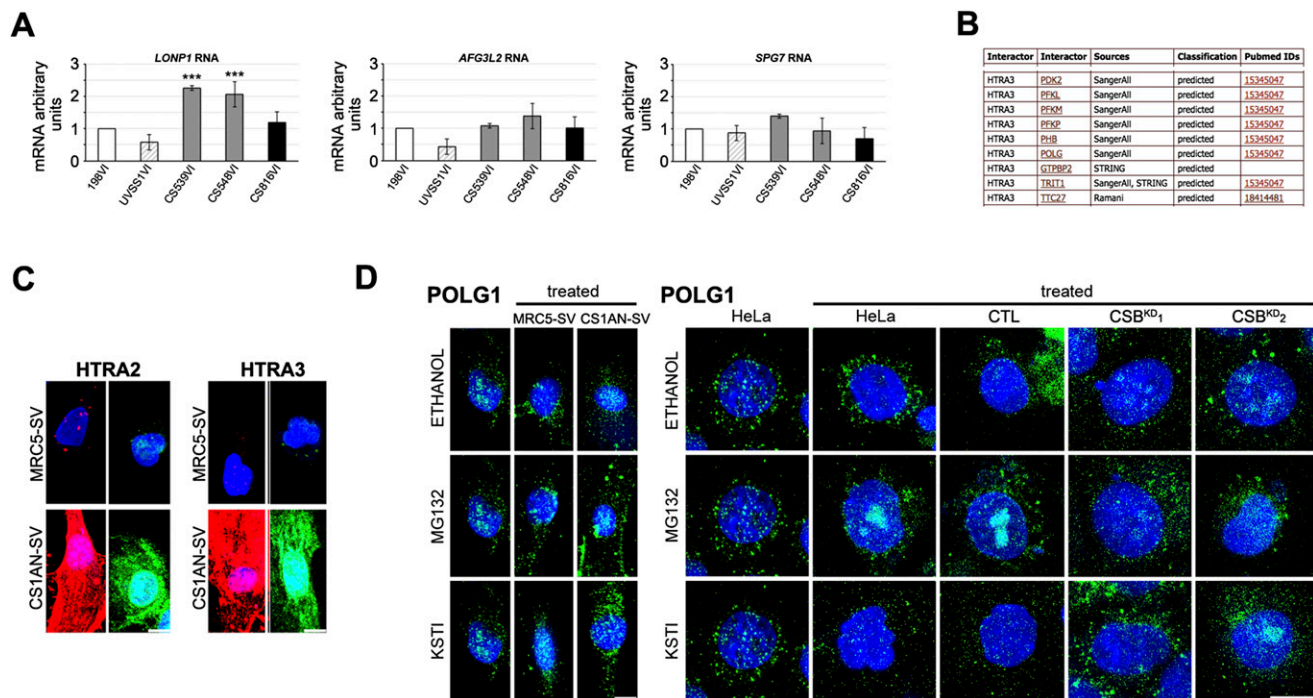 A
LONP1 RNA
mRNA arbitrary
units
3
2
1
0
198VI
UVSS1VI
CS539VI
CS548VI
CS816VI
***
***
AFG3L2 RNA
mRNA arbitrary
units
3
2
1
0
198VI
UVSS1VI
CS539VI
CS548VI
CS816VI
SPG7 RNA
mRNA arbitrary
units
3
2
1
0
198VI
UVSS1VI
CS539VI
CS548VI
CS816VI
B
Interactor Interactor Sources Classification Pubmed IDs
HTRA3 PDK2 SangerAll predicted 15345047
HTRA3 PFKL SangerAll predicted 15345047
HTRA3 PFKM SangerAll predicted 15345047
HTRA3 PFKP SangerAll predicted 15345047
HTRA3 PHB SangerAll predicted 15345047
HTRA3 POLG SangerAll predicted 15345047
HTRA3 GTPBP2 STRING predicted
HTRA3 TRIT1 SangerAll, STRING predicted 15345047
HTRA3 TTC27 Ramani predicted 18414481
C
HTRA2 HTRA3
MRC5-SV MRC5-SV
CS1AN-SV CS1AN-SV
D
POLG1 treated
MRC5-SV CS1AN-SV
ETHANOL
MG132
KSTI
POLG1 treated
HeLa HeLa CTL CSBKD1 CSBKD2
ETHANOL
MG132
KSTI